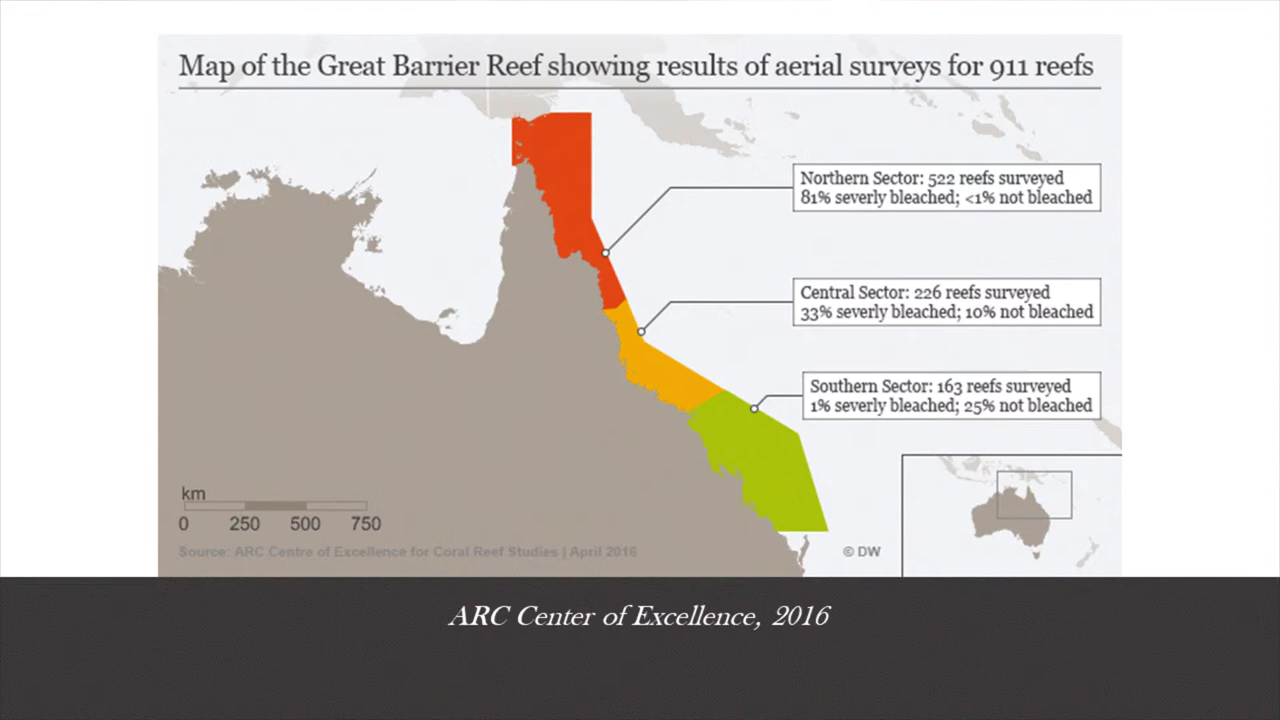 Map of the Great Barrier Reef showing results of aerial surveys for 911 reefs
Northern Sector: 522 reefs surveyed
81% severly bleached; <1% not bleached
Central Sector: 226 reefs surveyed
33% severly bleached; 10% not bleached
Southern Sector: 163 reefs surveyed
1% severly bleached; 25% not bleached
km
0 250 500 750
Source: ARC Centre of Excellence for Coral Reef Studies | April 2016
© DW
ARC Center of Excellence, 2016